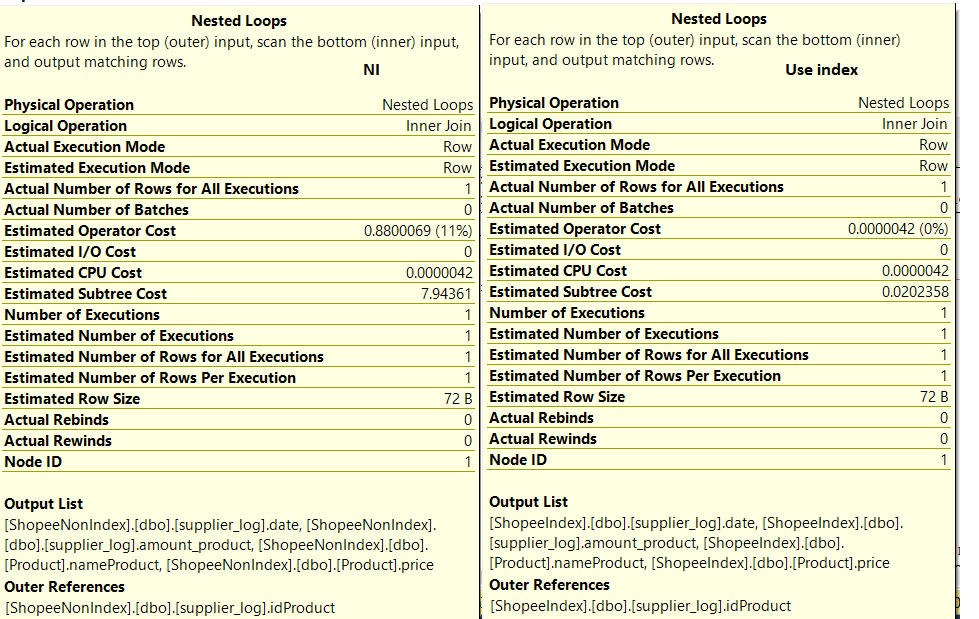 Nested Loops
For each row in the top (outer) input, scan the bottom (inner) input,
and output matching rows.
NI
Physical Operation Nested Loops
Logical Operation Inner Join
Actual Execution Mode Row
Estimated Execution Mode Row
Actual Number of Rows for All Executions 1
Actual Number of Batches 0
Estimated Operator Cost 0.8800069 (11%)
Estimated I/O Cost 0
Estimated CPU Cost 0.0000042
Estimated Subtree Cost 7.94361
Number of Executions 1
Estimated Number of Executions 1
Estimated Number of Rows for All Executions 1
Estimated Number of Rows Per Execution 1
Estimated Row Size 72 B
Actual Rebinds 0
Actual Rewinds 0
Node ID 1
Output List
[ShopeeNonIndex].[dbo].[supplier_log].date, [ShopeeNonIndex].
[dbo].[supplier_log].amount_product, [ShopeeNonIndex].[dbo].
[Product].nameProduct, [ShopeeNonIndex].[dbo].[Product].price
Outer References
[ShopeeNonIndex].[dbo].[supplier_log].idProduct
Nested Loops
For each row in the top (outer) input, scan the bottom (inner)
input, and output matching rows.
Use index
Physical Operation Nested Loops
Logical Operation Inner Join
Actual Execution Mode Row
Estimated Execution Mode Row
Actual Number of Rows for All Executions 1
Actual Number of Batches 0
Estimated Operator Cost 0.0000042 (0%)
Estimated I/O Cost 0
Estimated CPU Cost 0.0000042
Estimated Subtree Cost 0.0202358
Number of Executions 1
Estimated Number of Executions 1
Estimated Number of Rows for All Executions 1
Estimated Number of Rows Per Execution 1
Estimated Row Size 72 B
Actual Rebinds 0
Actual Rewinds 0
Node ID 1
Output List
[ShopeeIndex].[dbo].[supplier_log].date, [ShopeeIndex].[dbo].
[supplier_log].amount_product, [ShopeeIndex].[dbo].
[Product].nameProduct, [ShopeeIndex].[dbo].[Product].price
Outer References
[ShopeeIndex].[dbo].[supplier_log].idProduct